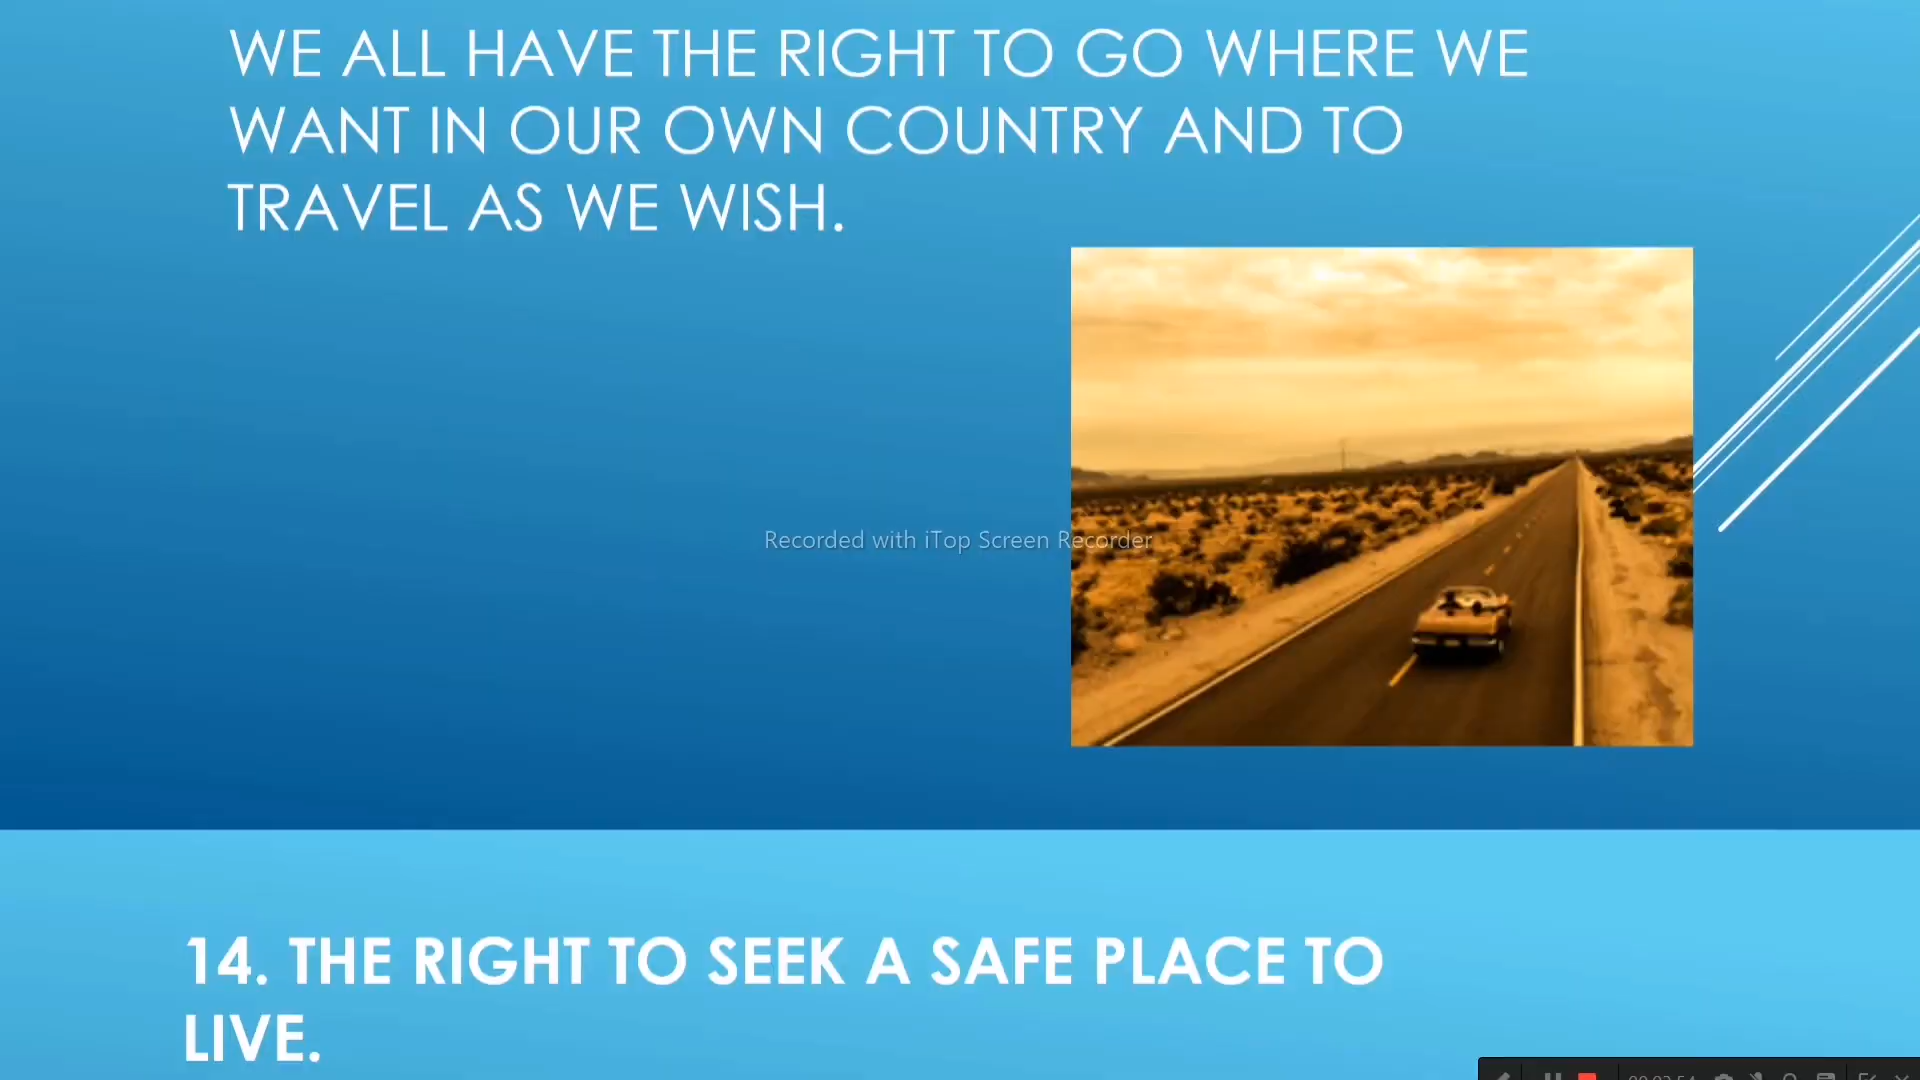 WE ALL HAVE THE RIGHT TO GO WHERE WE
WANT IN OUR OWN COUNTRY AND TO
TRAVEL AS WE WISH.
Recorded with iTop Screen Recorder
14. THE RIGHT TO SEEK A SAFE PLACE TO
LIVE.